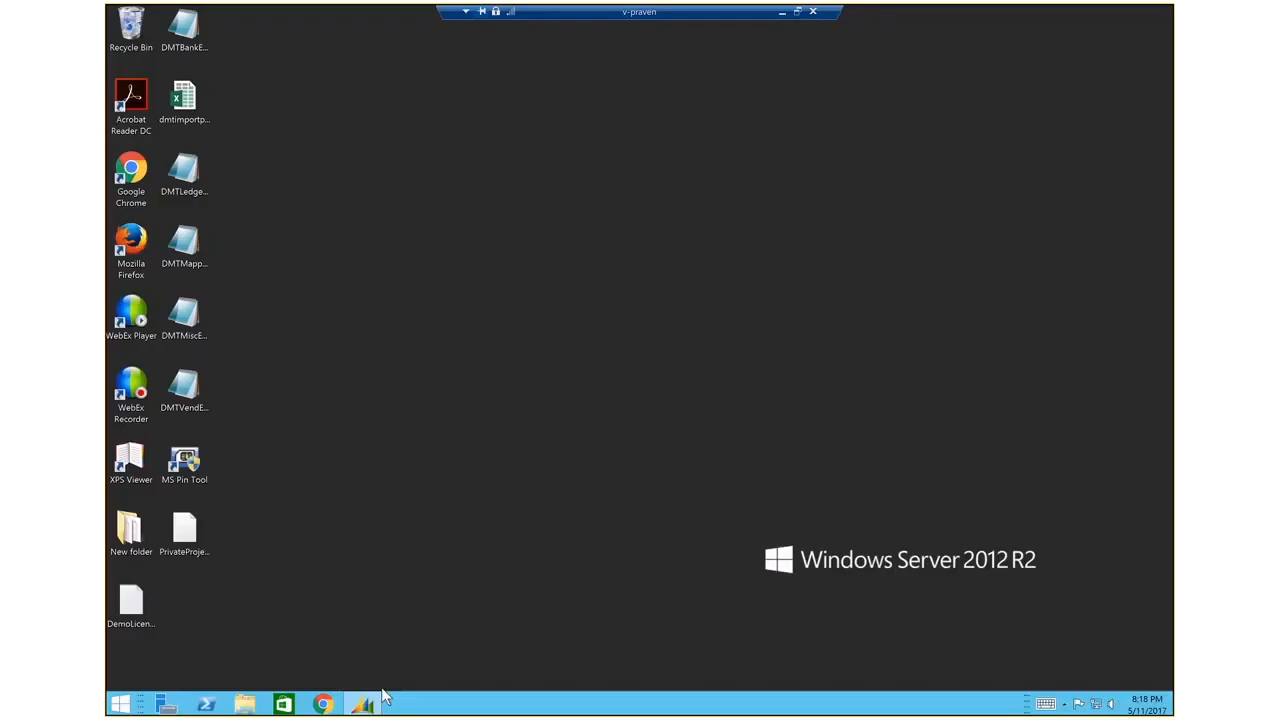 v-praven
Recycle Bin
DMTBankE...
Acrobat
Reader DC
dmtimportp...
Google
Chrome
DMTLedge...
Mozilla
Firefox
DMTMapp...
WebEx Player
DMTMiscE...
WebEx
Recorder
DMTVendE...
XPS Viewer
MS Pin Tool
New folder
PrivateProje...
DemoLicen...
Windows Server 2012 R2
8:18 PM
5/11/2017